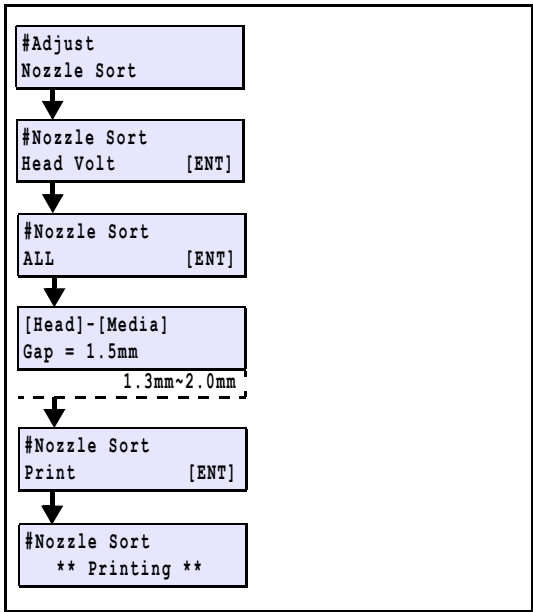 #Adjust
Nozzle Sort
#Nozzle Sort
Head Volt [ENT]
#Nozzle Sort
ALL [ENT]
[Head]-[Media]
Gap = 1.5mm
1.3mm~2.0mm
#Nozzle Sort
Print [ENT]
#Nozzle Sort
** Printing **